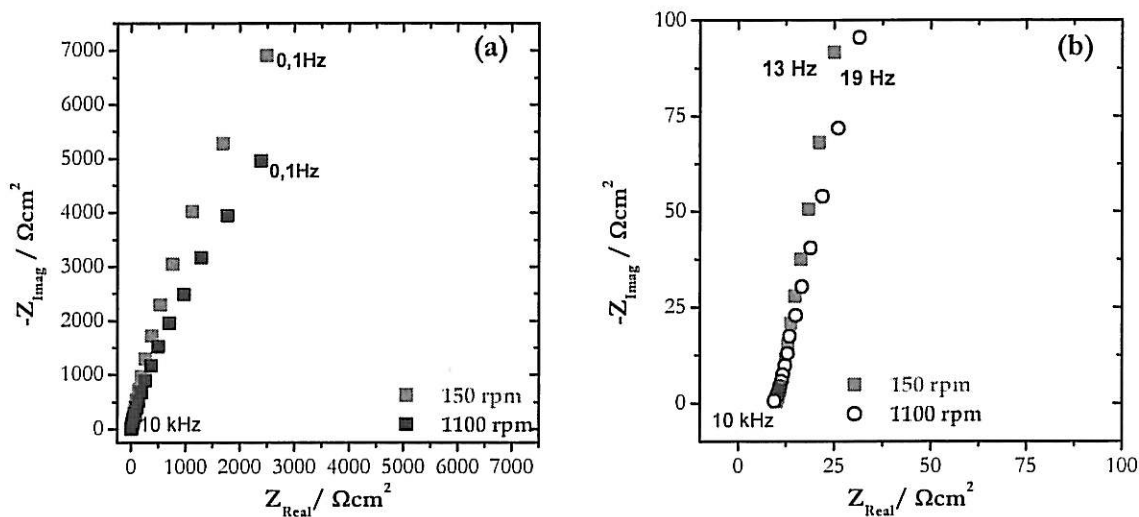 (a)
7000
6000
5000
4000
3000
2000
1000
0
-Z_Imag / Ωcm²
0,1Hz
0,1Hz
10 kHz
150 rpm
1100 rpm
0 1000 2000 3000 4000 5000 6000 7000
Z_Real / Ωcm²
(b)
-100
-75
50
25
0
-Z_Imag / Ωcm²
13 Hz
19 Hz
10 kHz
150 rpm
1100 rpm
0 25 50 75 100
Z_Real / Ωcm²